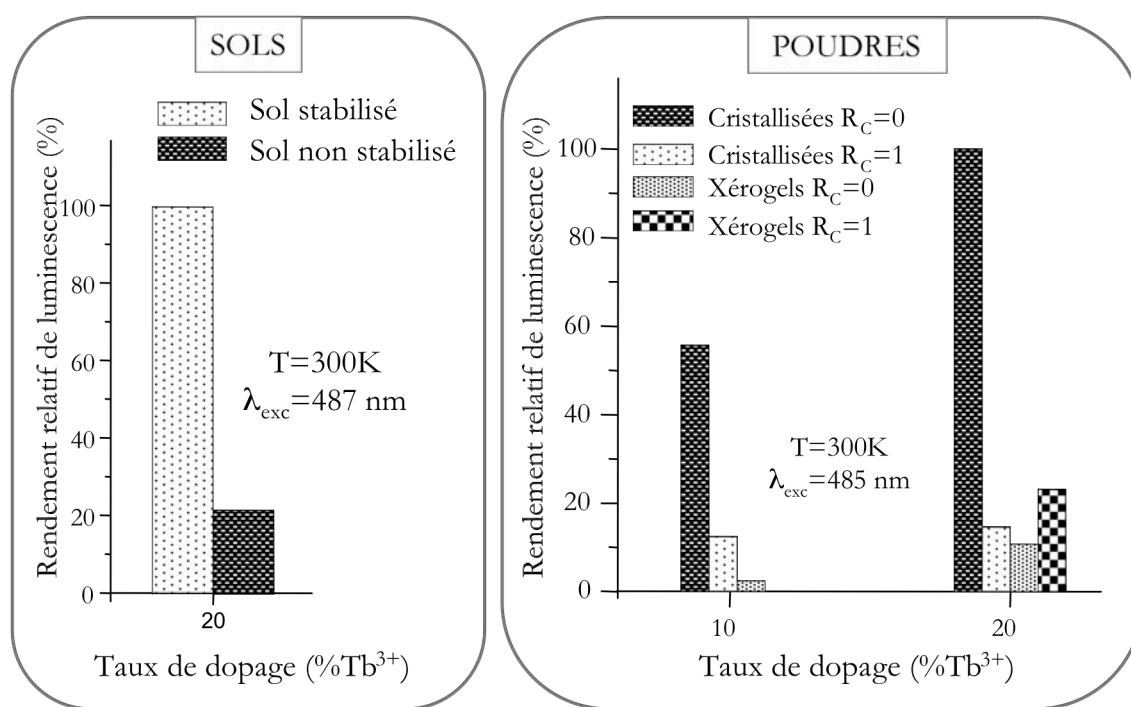 SOLS
Sol stabilisé
Sol non stabilisé
Rendement relatif de luminescence (%)
100
80
60
40
20
0
T=300K
λexc=487 nm
20
Taux de dopage (%Tb³⁺)
POUDRES
Cristallisées RC=0
Cristallisées RC=1
Xérogels RC=0
Xérogels RC=1
Rendement relatif de luminescence (%)
100
80
60
40
20
0
T=300K
λexc=485 nm
10 20
Taux de dopage (%Tb³⁺)